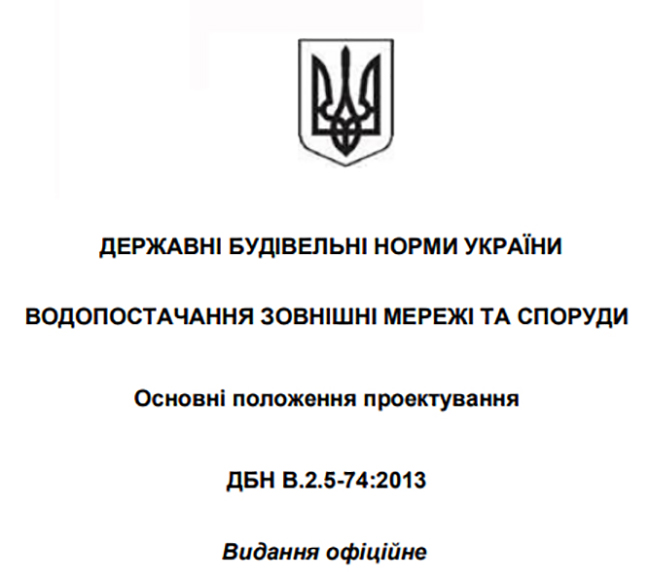 ДЕРЖАВНІ БУДІВЕЛЬНІ НОРМИ УКРАЇНИ
ВОДОПОСТАЧАННЯ ЗОВНІШНІ МЕРЕЖІ ТА СПОРУДИ
Основні положення проектування
ДБН В.2.5-74:2013
Видання офіційне